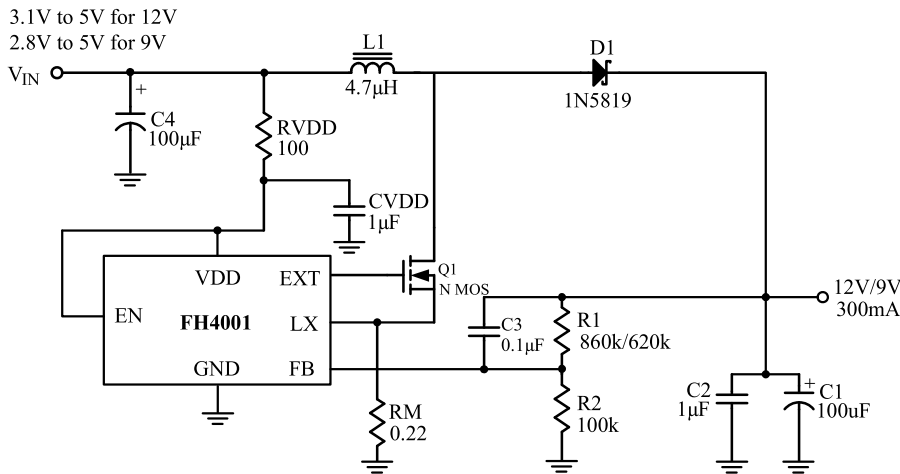 3.1V to 5V for 12V
2.8V to 5V for 9V
VIN
L1
4.7μH
D1
1N5819
+
C4
100μF
RVDD
100
CVDD
1μF
VDD
EXT
Q1
N MOS
EN
FH4001
LX
GND
FB
C3
0.1μF
R1
860k/620k
12V/9V
300mA
RM
0.22
R2
100k
C2
1μF
+
C1
100uF